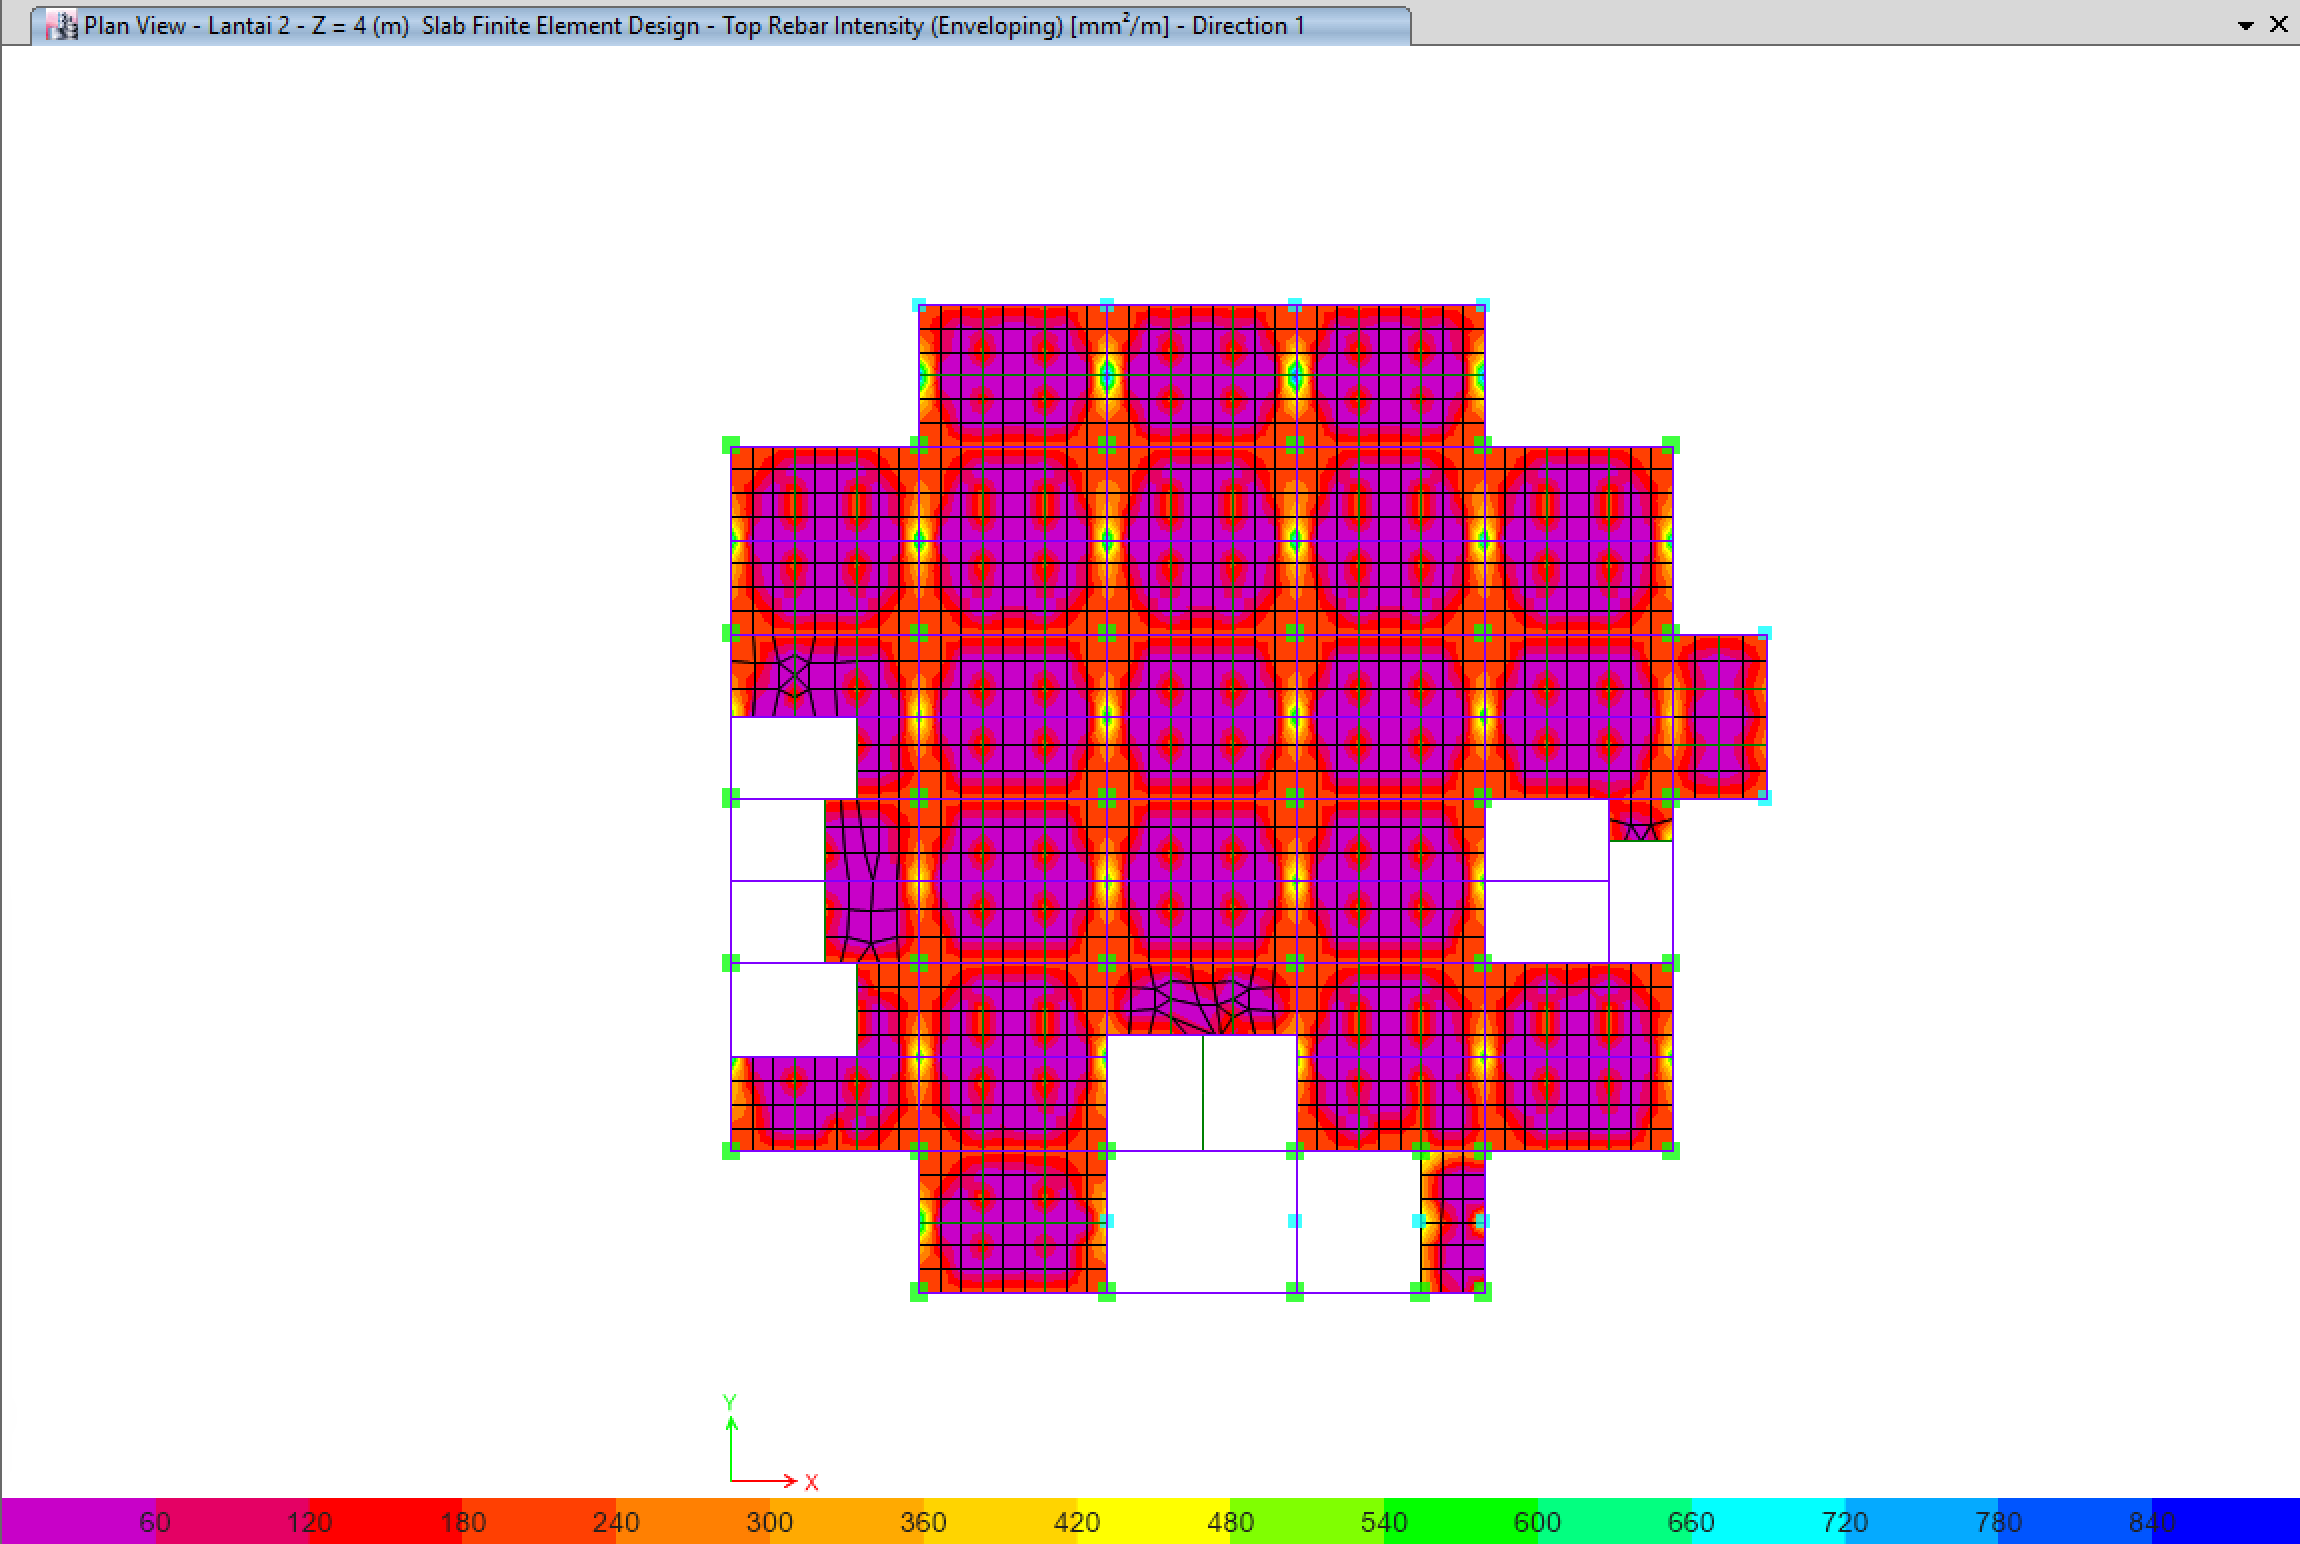 Plan View - Lantai 2 - Z = 4 (m)  Slab Finite Element Design - Top Rebar Intensity (Enveloping) [mm²/m] - Direction 1
Y
X
60 120 180 240 300 360 420 480 540 600 660 720 780 840